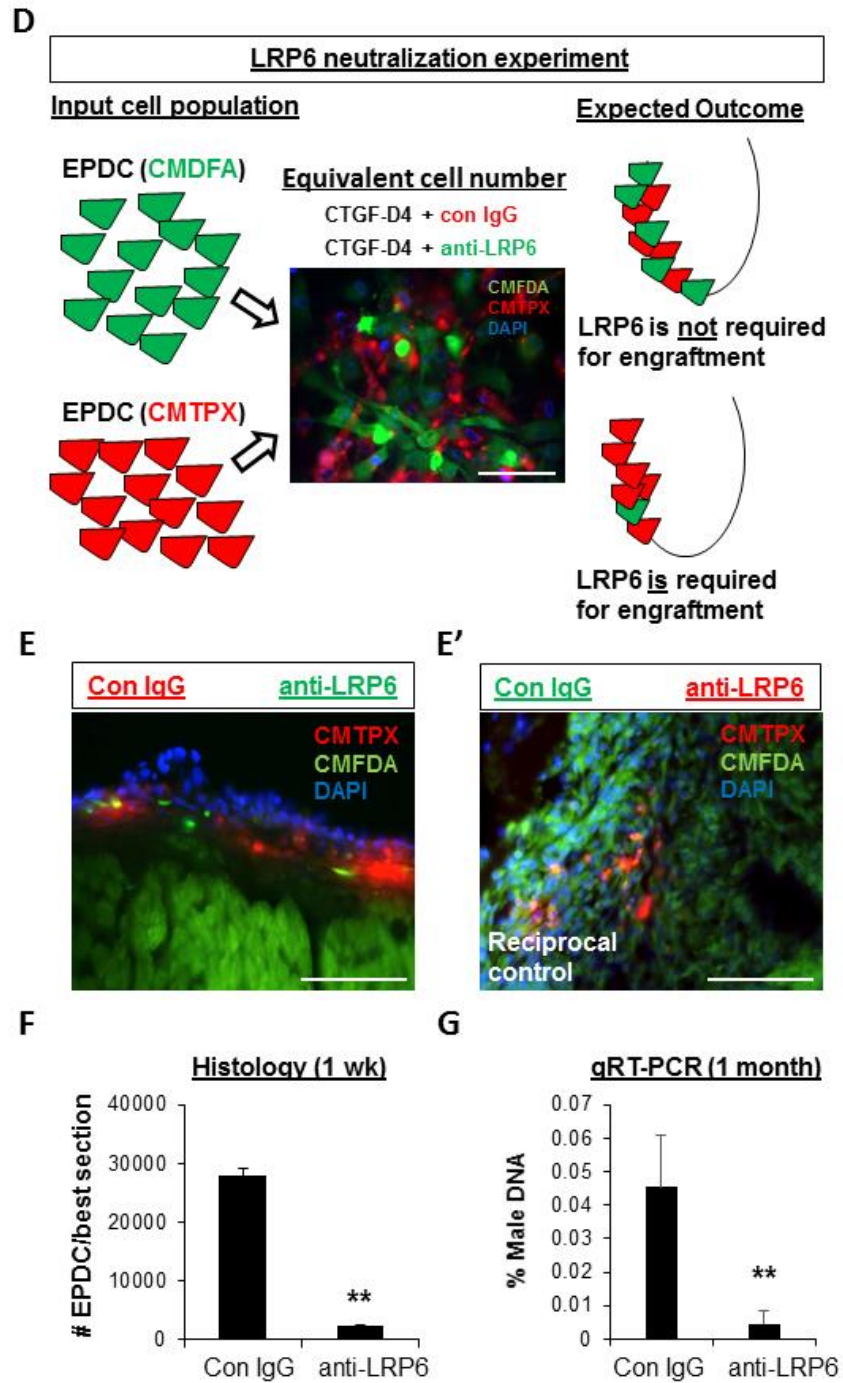 D
LRP6 neutralization experiment
Input cell population
Expected Outcome
EPDC (CMDFA)
Equivalent cell number
CTGF-D4 + con IgG
CTGF-D4 + anti-LRP6
CMFDA
CMTPX
DAPI
LRP6 is not required
for engraftment
EPDC (CMTPX)
LRP6 is required
for engraftment
E
Con IgG anti-LRP6
CMTPX
CMFDA
DAPI
E’
Con IgG anti-LRP6
CMTPX
CMFDA
DAPI
Reciprocal
control
F
Histology (1 wk)
# EPDC/best section
40000
30000
20000
10000
0
**
Con IgG anti-LRP6
G
qRT-PCR (1 month)
% Male DNA
0.07
0.06
0.05
0.04
0.03
0.02
0.01
0
**
Con IgG anti-LRP6